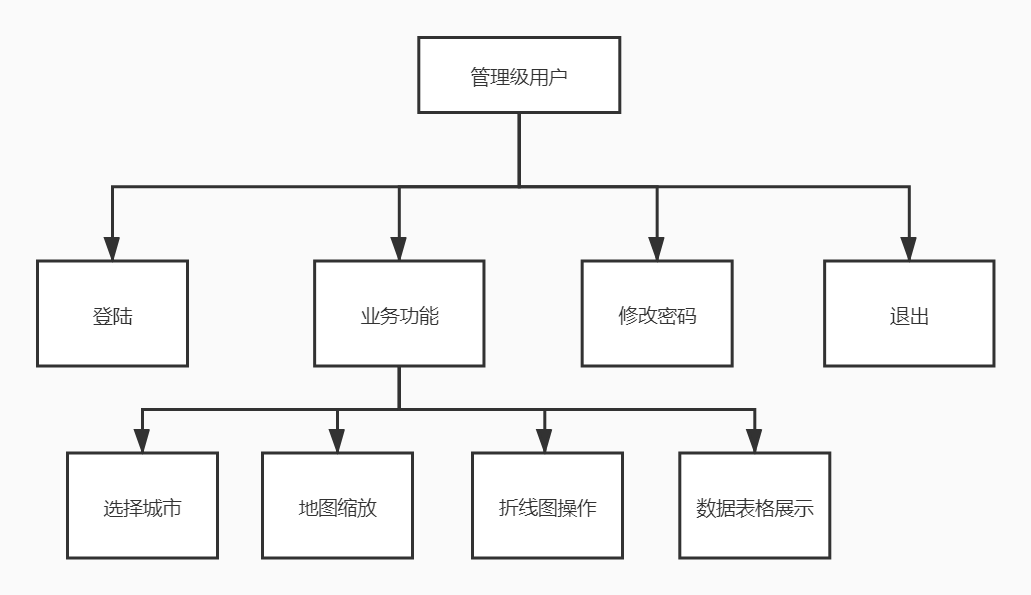 管理级用户
登陆
业务功能
修改密码
退出
选择城市
地图缩放
折线图操作
数据表格展示